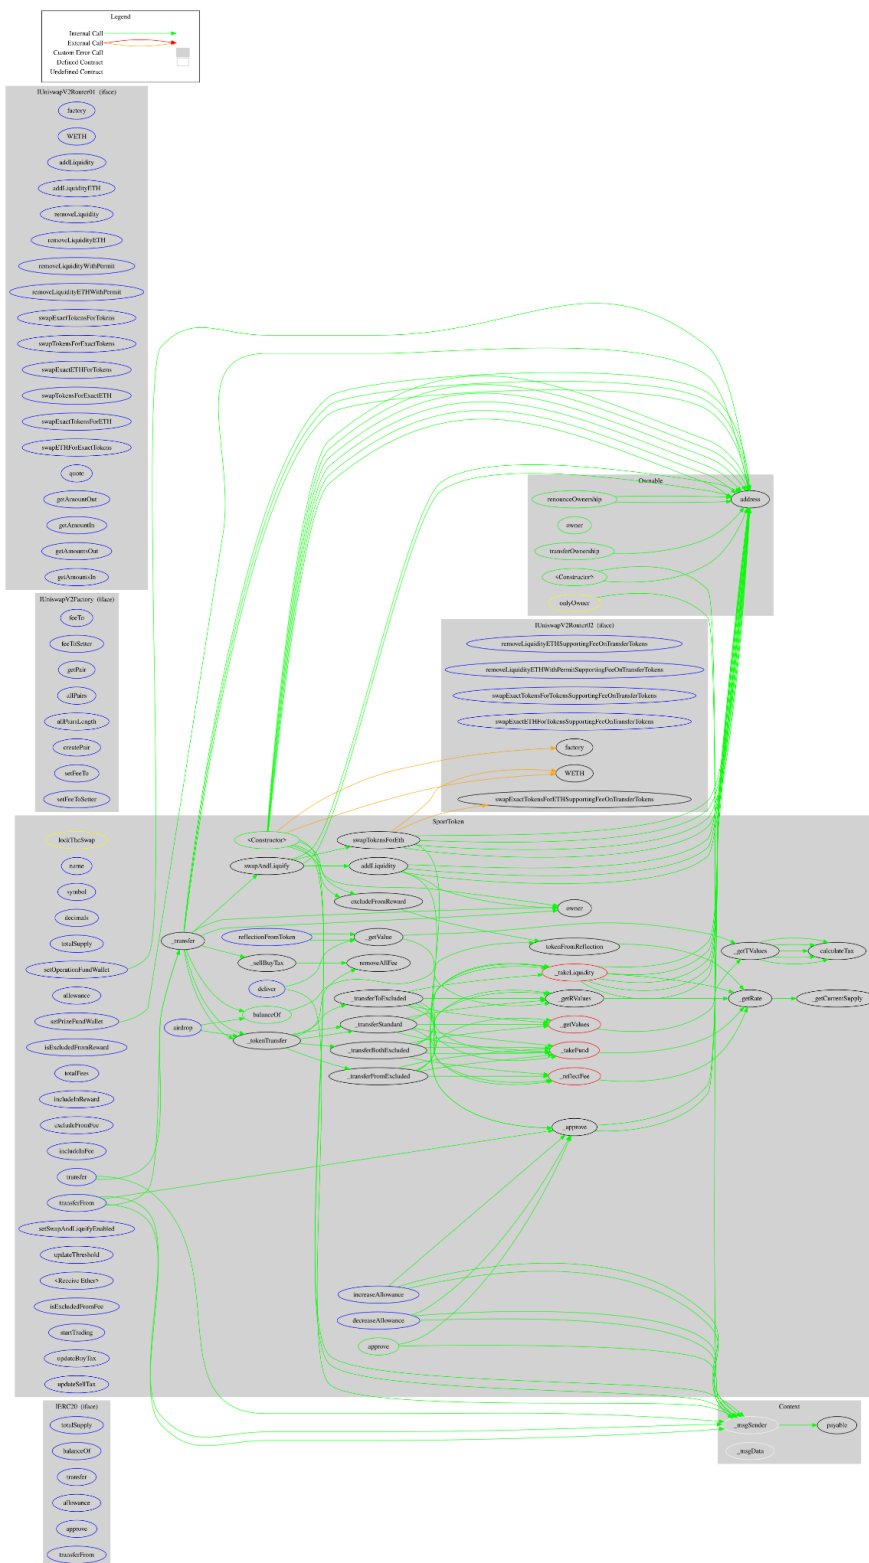 Legend
Internal Call
External Call
Custom Error Call
Defined Contract
Undefined Contract
IUniswapV2Router01 (iface)
factory
WETH
addLiquidity
addLiquidityETH
removeLiquidity
removeLiquidityETH
removeLiquidityWithPermit
removeLiquidityETHWithPermit
swapExactTokensForTokens
swapTokensForExactTokens
swapExactETHForTokens
swapTokensForExactETH
swapExactTokensForETH
swapETHForExactTokens
quote
getAmountOut
getAmountIn
getAmountsOut
getAmountsIn
Ownable
renounceOwnership
address
owner
transferOwnership
<Constructor>
onlyOwner
IUniswapV2Factory (iface)
feeTo
feeToSetter
getPair
allPairs
allPairsLength
createPair
setFeeTo
setFeeToSetter
IUniswapV2Router02 (iface)
removeLiquidityETHSupportingFeeOnTransferTokens
removeLiquidityETHWithPermitSupportingFeeOnTransferTokens
swapExactTokensForTokensSupportingFeeOnTransferTokens
swapExactETHForTokensSupportingFeeOnTransferTokens
factory
WETH
swapExactTokensForETHSupportingFeeOnTransferTokens
SportToken
lockTheSwap
name
symbol
decimals
totalSupply
setOperationFundWallet
allowance
setPrizeFundWallet
isExcludedFromReward
totalFees
includeInReward
excludeFromFee
includeInFee
transfer
transferFrom
setSwapAndLiquifyEnabled
updateThreshold
<Receive Ether>
isExcludedFromFee
startTrading
updateBuyTax
updateSellTax
_transfer
airdrop
<Constructor>
swapAndLiquify
reflectionFromToken
_sellBuyTax
deliver
balanceOf
_tokenTransfer
swapTokensForEth
addLiquidity
excludeFromReward
_getValue
removeAllFee
_transferToExcluded
_transferStandard
_transferBothExcluded
_transferFromExcluded
increaseAllowance
decreaseAllowance
approve
owner
tokenFromReflection
_takeLiquidity
_getRValues
_getValues
_takeFund
_reflectFee
_approve
_getTValues
_getRate
calculateTax
_getCurrentSupply
IERC20 (iface)
totalSupply
balanceOf
transfer
allowance
approve
transferFrom
Context
_msgSender
payable
_msgData